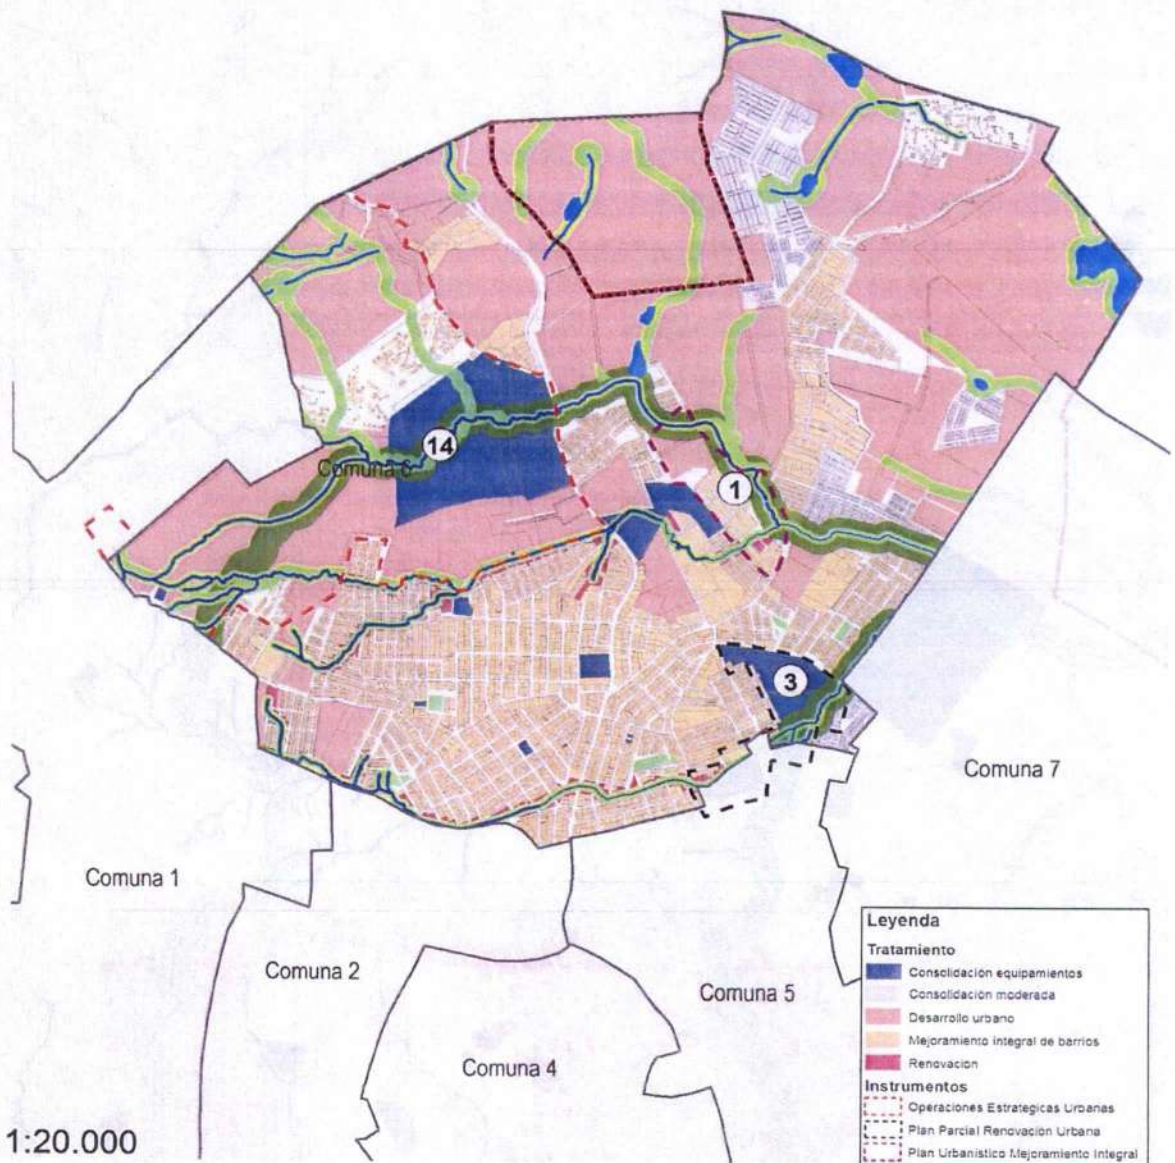 14
Comuna 6
1
3
Comuna 7
Comuna 1
Comuna 2
Comuna 5
Comuna 4
1:20.000
Leyenda
Tratamiento
Consolidación equipamientos
Consolidación moderada
Desarrollo urbano
Mejoramiento integral de barrios
Renovación
Instrumentos
Operaciones Estrategicas Urbanas
Plan Parcial Renovación Urbana
Plan Urbanistico Mejoramiento Integral